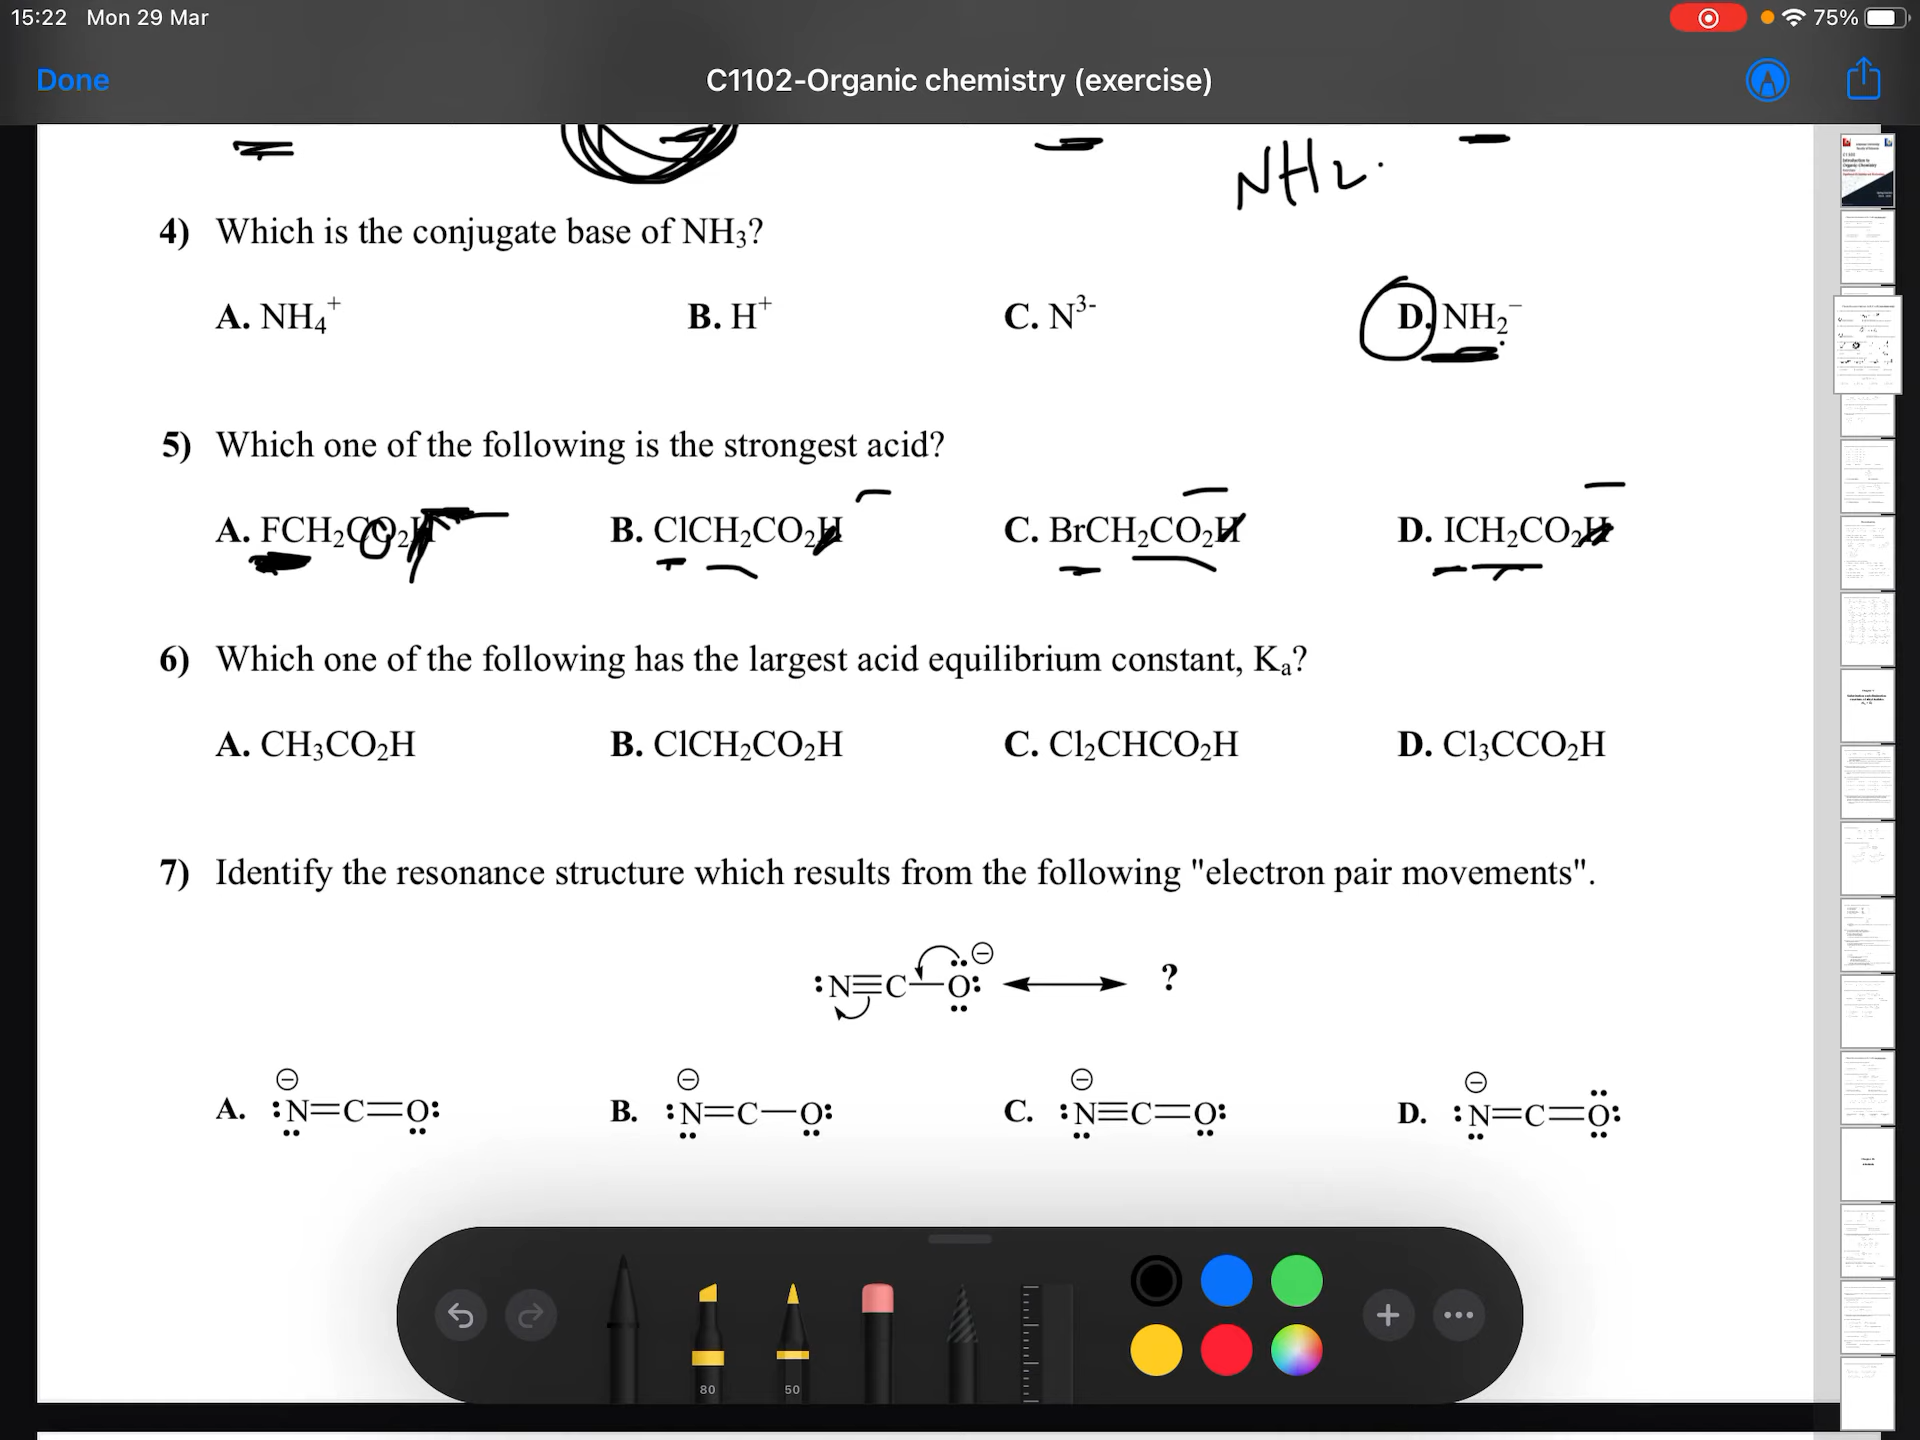 15:22 Mon 29 Mar 75%
Done C1102-Organic chemistry (exercise)
NH2.
4) Which is the conjugate base of NH₃?
A. NH₄⁺ B. H⁺ C. N³⁻ D. NH₂⁻
5) Which one of the following is the strongest acid?
A. FCH₂CO₂H B. ClCH₂CO₂H C. BrCH₂CO₂H D. ICH₂CO₂H
6) Which one of the following has the largest acid equilibrium constant, Kₐ?
A. CH₃CO₂H B. ClCH₂CO₂H C. Cl₂CHCO₂H D. Cl₃CCO₂H
7) Identify the resonance structure which results from the following "electron pair movements".
:N≡C—O: ⊖ ⟷ ?
A. :N=C=O: B. :N=C—O: C. :N≡C=O: D. :N=C=O:
80 50